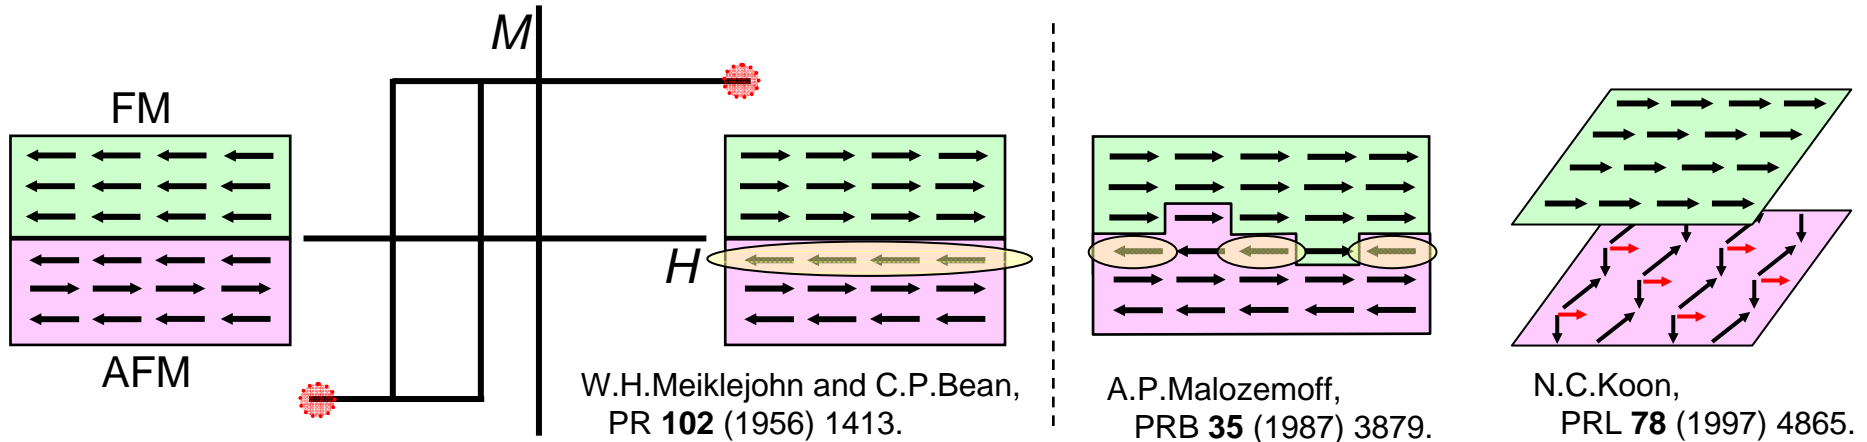 FM
AFM
M
H
W.H.Meiklejohn and C.P.Bean,
PR 102 (1956) 1413.
A.P.Malozemoff,
PRB 35 (1987) 3879.
N.C.Koon,
PRL 78 (1997) 4865.